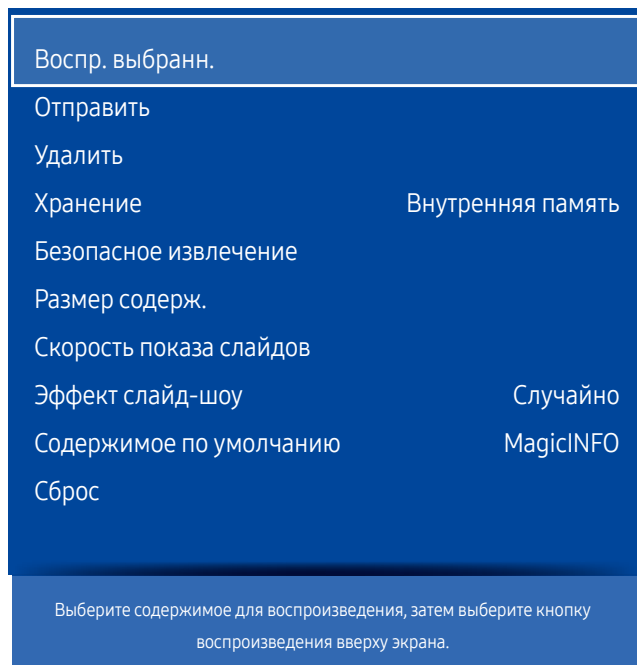 Воспр. выбранн.
Отправить
Удалить
Хранение Внутренняя память
Безопасное извлечение
Размер содерж.
Скорость показа слайдов
Эффект слайд-шоу Случайно
Содержимое по умолчанию MagicINFO
Сброс
Выберите содержимое для воспроизведения, затем выберите кнопку
воспроизведения вверху экрана.